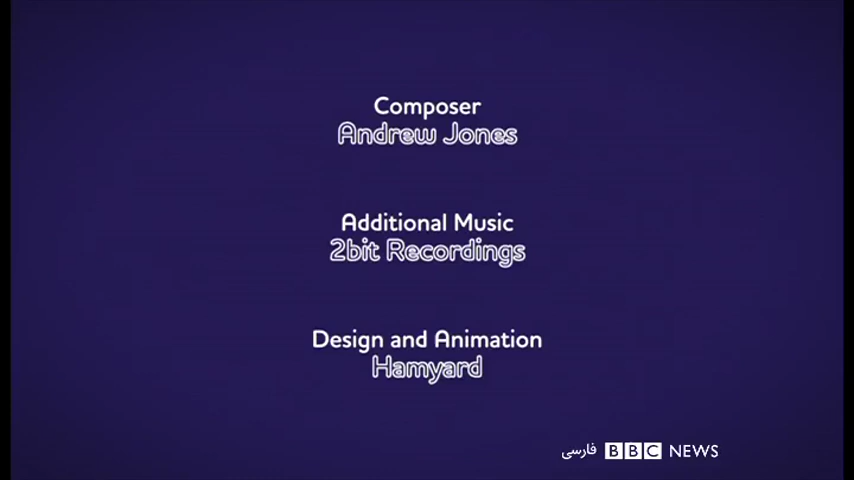 Composer
Andrew Jones
Additional Music
2bit Recordings
Design and Animation
Hamyard
BBC NEWS فارسی